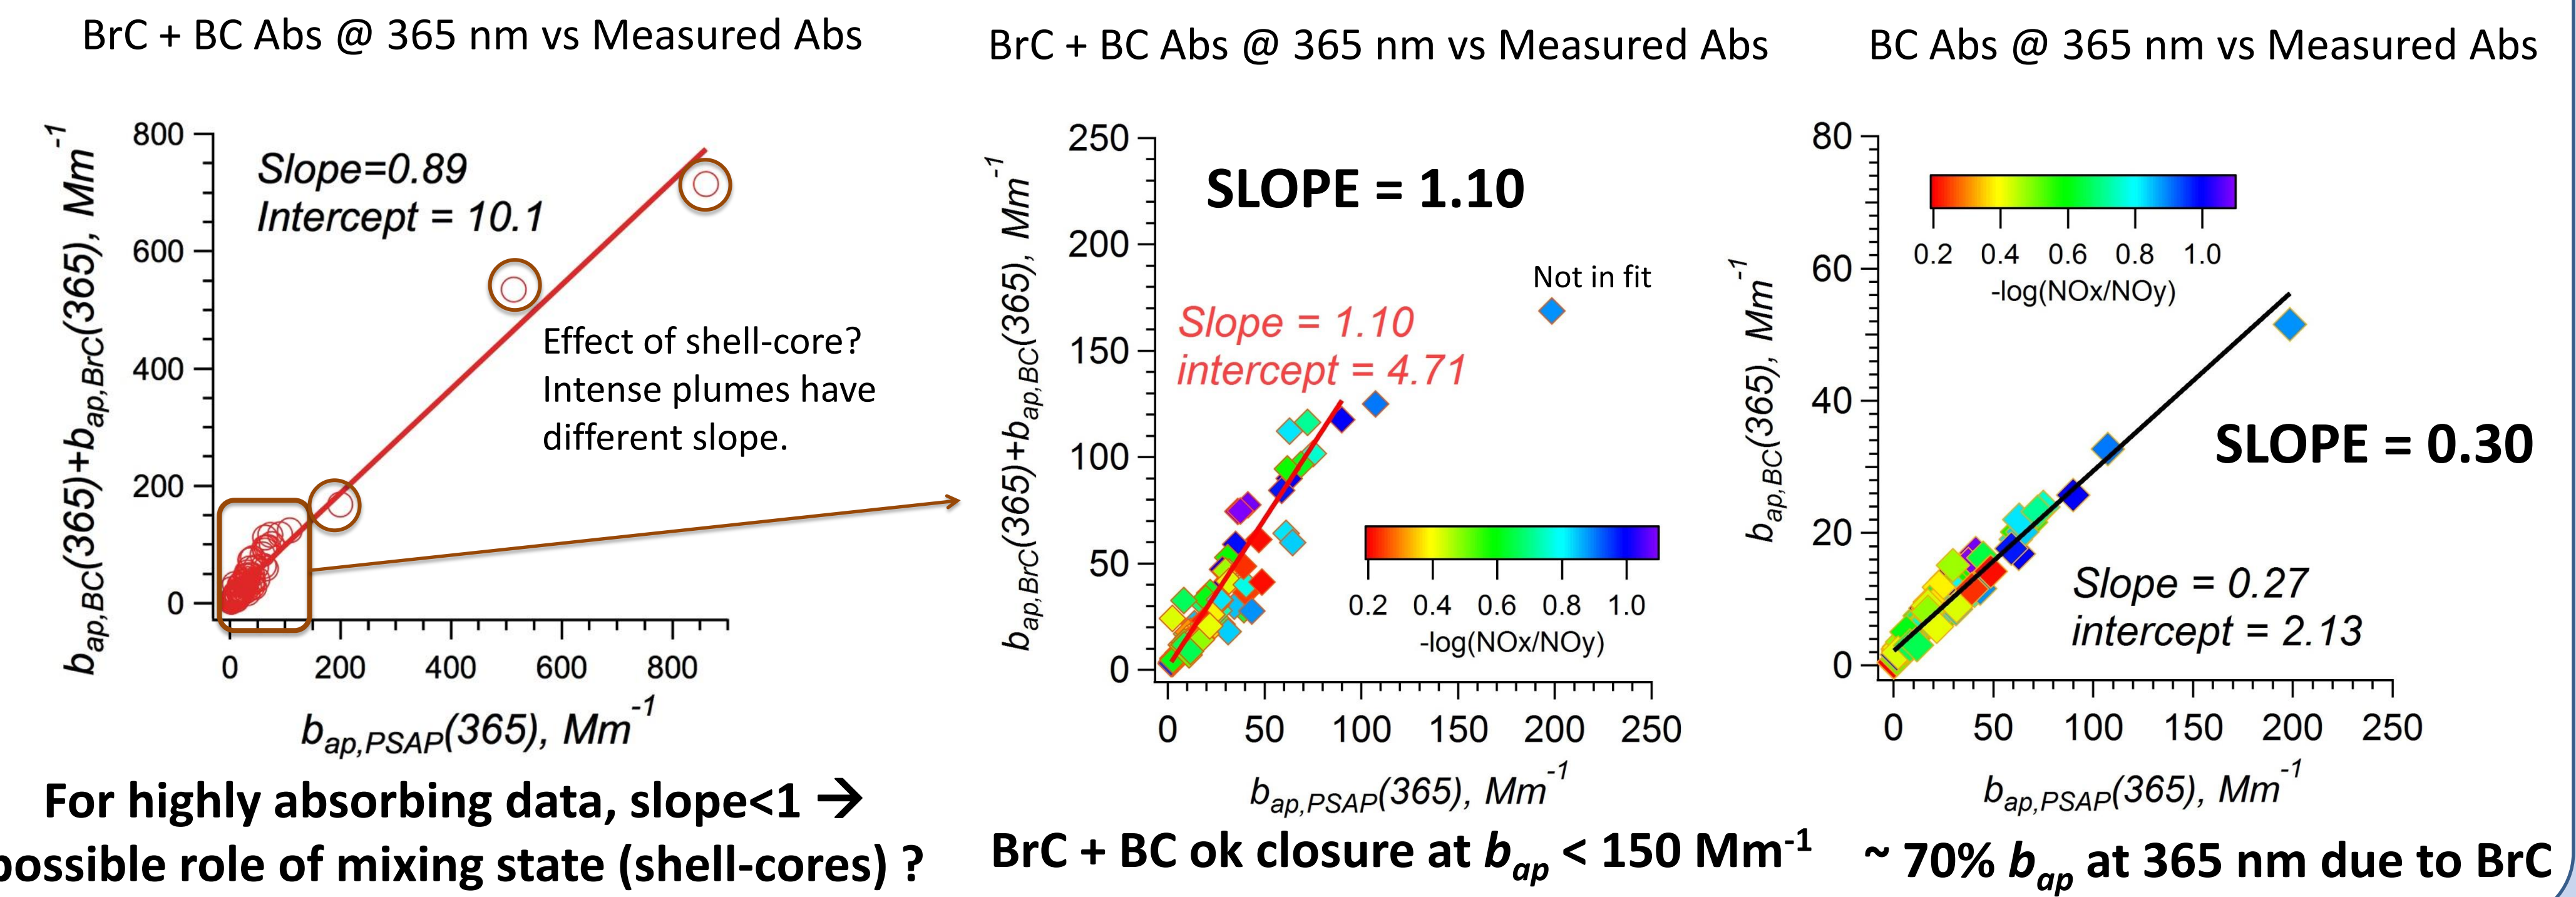 BrC + BC Abs @ 365 nm vs Measured Abs
800
600
400
200
0
b_ap,BC(365)+b_ap,BrC(365), Mm^-1
Slope=0.89
Intercept = 10.1
Effect of shell-core?
Intense plumes have
different slope.
0 200 400 600 800
b_ap,PSAP(365), Mm^-1
For highly absorbing data, slope<1 →
possible role of mixing state (shell-cores) ?
BrC + BC Abs @ 365 nm vs Measured Abs
250
200
150
100
50
0
b_ap,BrC(365)+b_ap,BC(365), Mm^-1
SLOPE = 1.10
Not in fit
Slope = 1.10
intercept = 4.71
0.2 0.4 0.6 0.8 1.0
-log(NOx/NOy)
0 50 100 150 200 250
b_ap,PSAP(365), Mm^-1
BrC + BC ok closure at b_ap < 150 Mm^-1
BC Abs @ 365 nm vs Measured Abs
80
60
40
20
0
b_ap,BC(365), Mm^-1
0.2 0.4 0.6 0.8 1.0
-log(NOx/NOy)
SLOPE = 0.30
Slope = 0.27
intercept = 2.13
0 50 100 150 200 250
b_ap,PSAP(365), Mm^-1
~ 70% b_ap at 365 nm due to BrC